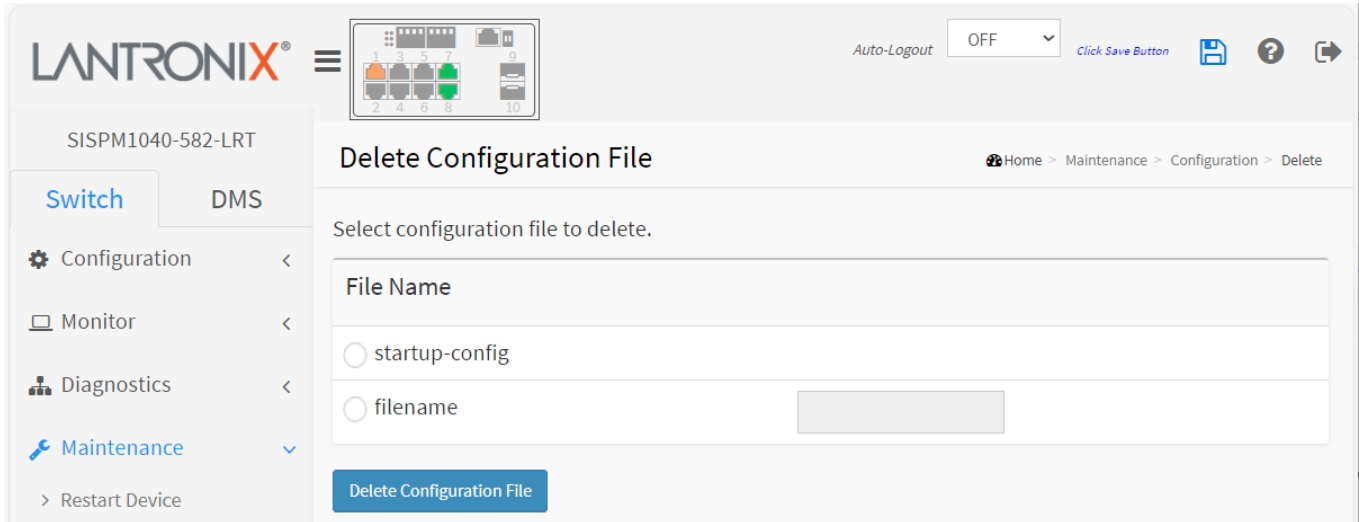 LANTRONIX®
1 3 5 7 9
2 4 6 8 10
Auto-Logout OFF Click Save Button
SISPM1040-582-LRT
Switch DMS
Configuration
Monitor
Diagnostics
Maintenance
> Restart Device
Delete Configuration File
Home > Maintenance > Configuration > Delete
Select configuration file to delete.
File Name
startup-config
filename
Delete Configuration File